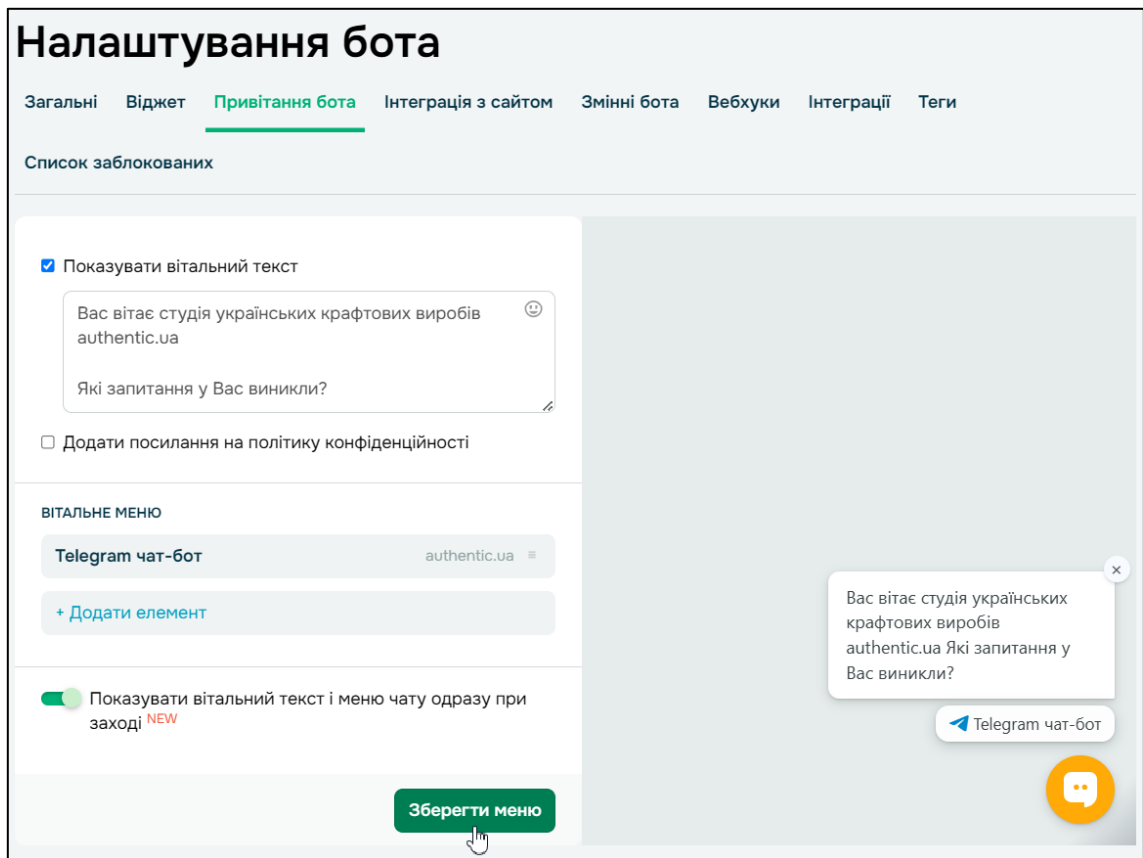 Налаштування бота
Загальні Віджет Привітання бота Інтеграція з сайтом Змінні бота Вебхуки Інтеграції Теги
Список заблокованих
Показувати вітальний текст
Вас вітає студія українських крафтових виробів
authentic.ua
Які запитання у Вас виникли?
Додати посилання на політику конфіденційності
ВІТАЛЬНЕ МЕНЮ
Telegram чат-бот authentic.ua
+ Додати елемент
Показувати вітальний текст і меню чату одразу при
заході NEW
Зберегти меню
Вас вітає студія українських
крафтових виробів
authentic.ua Які запитання у
Вас виникли?
Telegram чат-бот